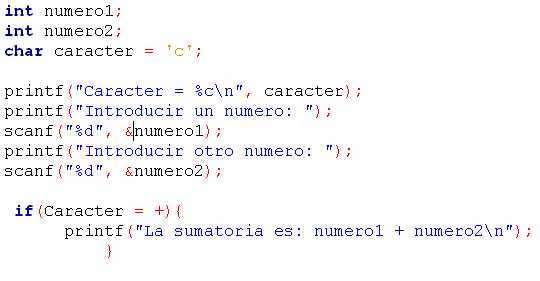 int numero1;
int numero2;
char caracter = 'c';
printf("Caracter = %c\n", caracter);
printf("Introducir un numero: ");
scanf("%d", &numero1);
printf("Introducir otro numero: ");
scanf("%d", &numero2);
if(Caracter = +){
printf("La sumatoria es: numero1 + numero2\n");
}